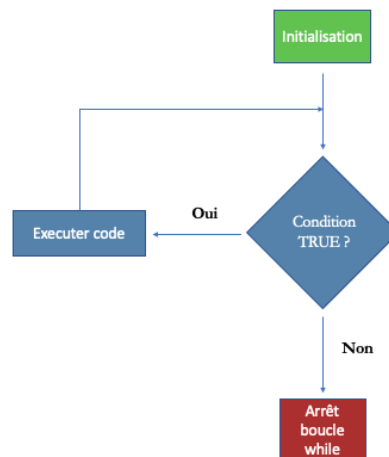 Initialisation
Oui
Condition
TRUE ?
Executer code
Non
Arrêt
boucle
while